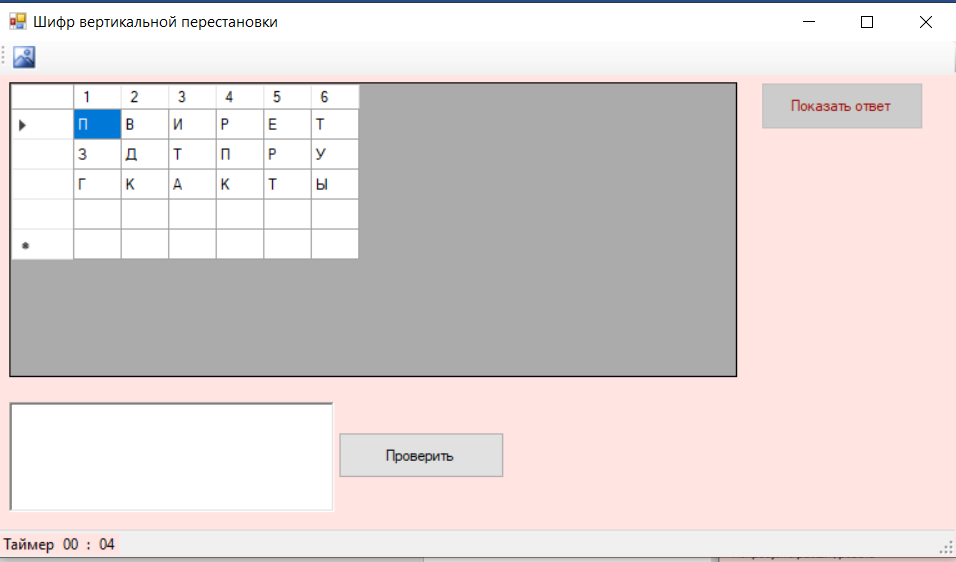 Шифр вертикальной перестановки
1 2 3 4 5 6
П В И Р Е Т
З Д Т П Р У
Г К А К Т Ы
*
Показать ответ
Проверить
Таймер 00 : 04